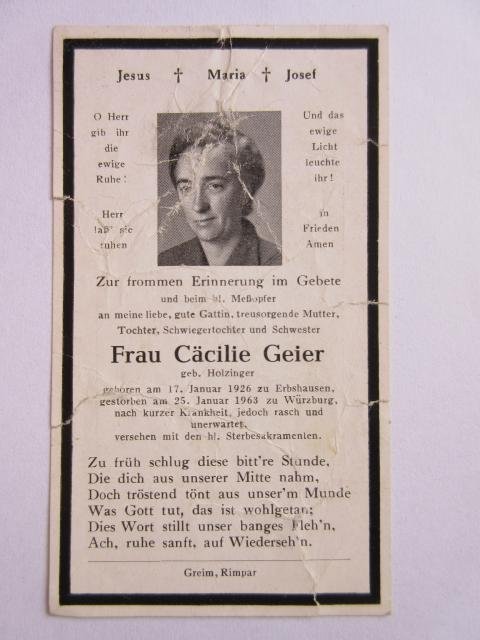 Jesus † Maria † Josef
O Herr
gib ihr
die
ewige
Ruhe!
Herr
laß sie
ruhen
Und das
ewige
Licht
leuchte
ihr!
in
Frieden
Amen
Zur frommen Erinnerung im Gebete
und beim hl. Meßopfer
an meine liebe, gute Gattin, treusorgende Mutter,
Tochter, Schwiegertochter und Schwester
Frau Cäcilie Geier
geb. Holzinger
geboren am 17. Januar 1926 zu Erbshausen,
gestorben am 25. Januar 1963 zu Würzburg,
nach kurzer Krankheit, jedoch rasch und
unerwartet,
versehen mit den hl. Sterbesakramenten.
Zu früh schlug diese bitt're Stunde,
Die dich aus unserer Mitte nahm,
Doch tröstend tönt aus unser'm Munde
Was Gott tut, das ist wohlgetan;
Dies Wort stillt unser banges Fleh'n,
Ach, ruhe sanft, auf Wiederseh'n.
Greim, Rimpar